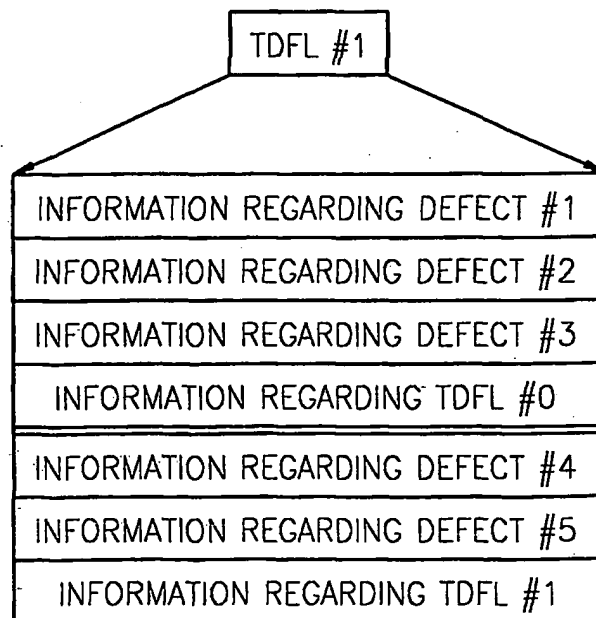 TDFL #1
INFORMATION REGARDING DEFECT #1
INFORMATION REGARDING DEFECT #2
INFORMATION REGARDING DEFECT #3
INFORMATION REGARDING TDFL #0
INFORMATION REGARDING DEFECT #4
INFORMATION REGARDING DEFECT #5
INFORMATION REGARDING TDFL #1